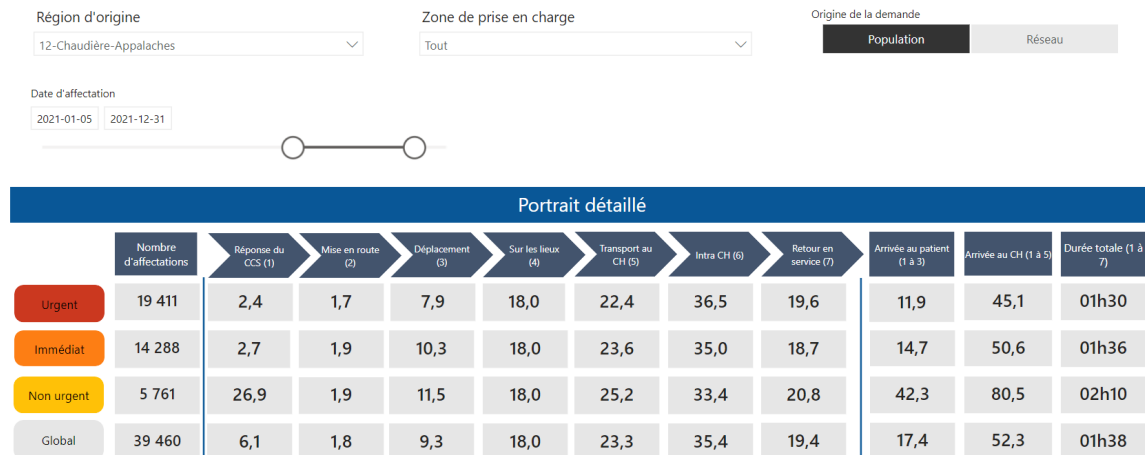 Région d'origine
Zone de prise en charge
Origine de la demande
12-Chaudière-Appalaches
Tout
Population
Réseau
Date d'affectation
2021-01-05
2021-12-31
Portrait détaillé
Nombre
d'affectations
Réponse du
CCS (1)
Mise en route
(2)
Déplacement
(3)
Sur les lieux
(4)
Transport au
CH (5)
Intra CH (6)
Retour en
service (7)
Arrivée au patient
(1 à 3)
Arrivée au CH (1 à 5)
Durée totale (1 à
7)
Urgent 19 411 2,4 1,7 7,9 18,0 22,4 36,5 19,6 11,9 45,1 01h30
Immédiat 14 288 2,7 1,9 10,3 18,0 23,6 35,0 18,7 14,7 50,6 01h36
Non urgent 5 761 26,9 1,9 11,5 18,0 25,2 33,4 20,8 42,3 80,5 02h10
Global 39 460 6,1 1,8 9,3 18,0 23,3 35,4 19,4 17,4 52,3 01h38